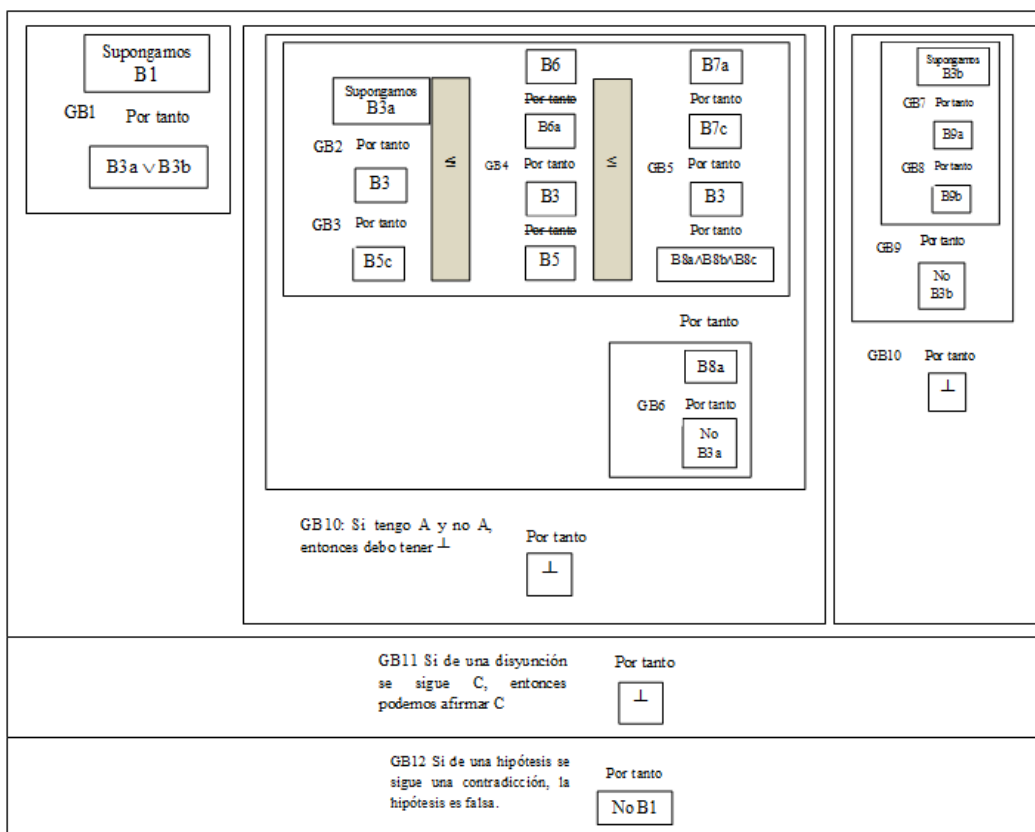 Supongamos
B1
GB1 Por tanto
B3a ∨ B3b
Supongamos
B3a
GB2 Por tanto
B3
GB3 Por tanto
B5c
≤
B6
Por tanto
B6a
GB4 Por tanto
B3
Por tanto
B5
≤
B7a
Por tanto
B7c
GB5 Por tanto
B3
Por tanto
B8a∧B8b∧B8c
Por tanto
B8a
GB6 Por tanto
No
B3a
GB10: Si tengo A y no A,
entonces debo tener ⊥
Por tanto
⊥
Supongamos
B3b
GB7 Por tanto
B9a
GB8 Por tanto
B9b
GB9 Por tanto
No
B3b
GB10 Por tanto
⊥
GB11 Si de una disyunción
se sigue C, entonces
podemos afirmar C
Por tanto
⊥
GB12 Si de una hipótesis se
sigue una contradicción, la
hipótesis es falsa.
Por tanto
No B1